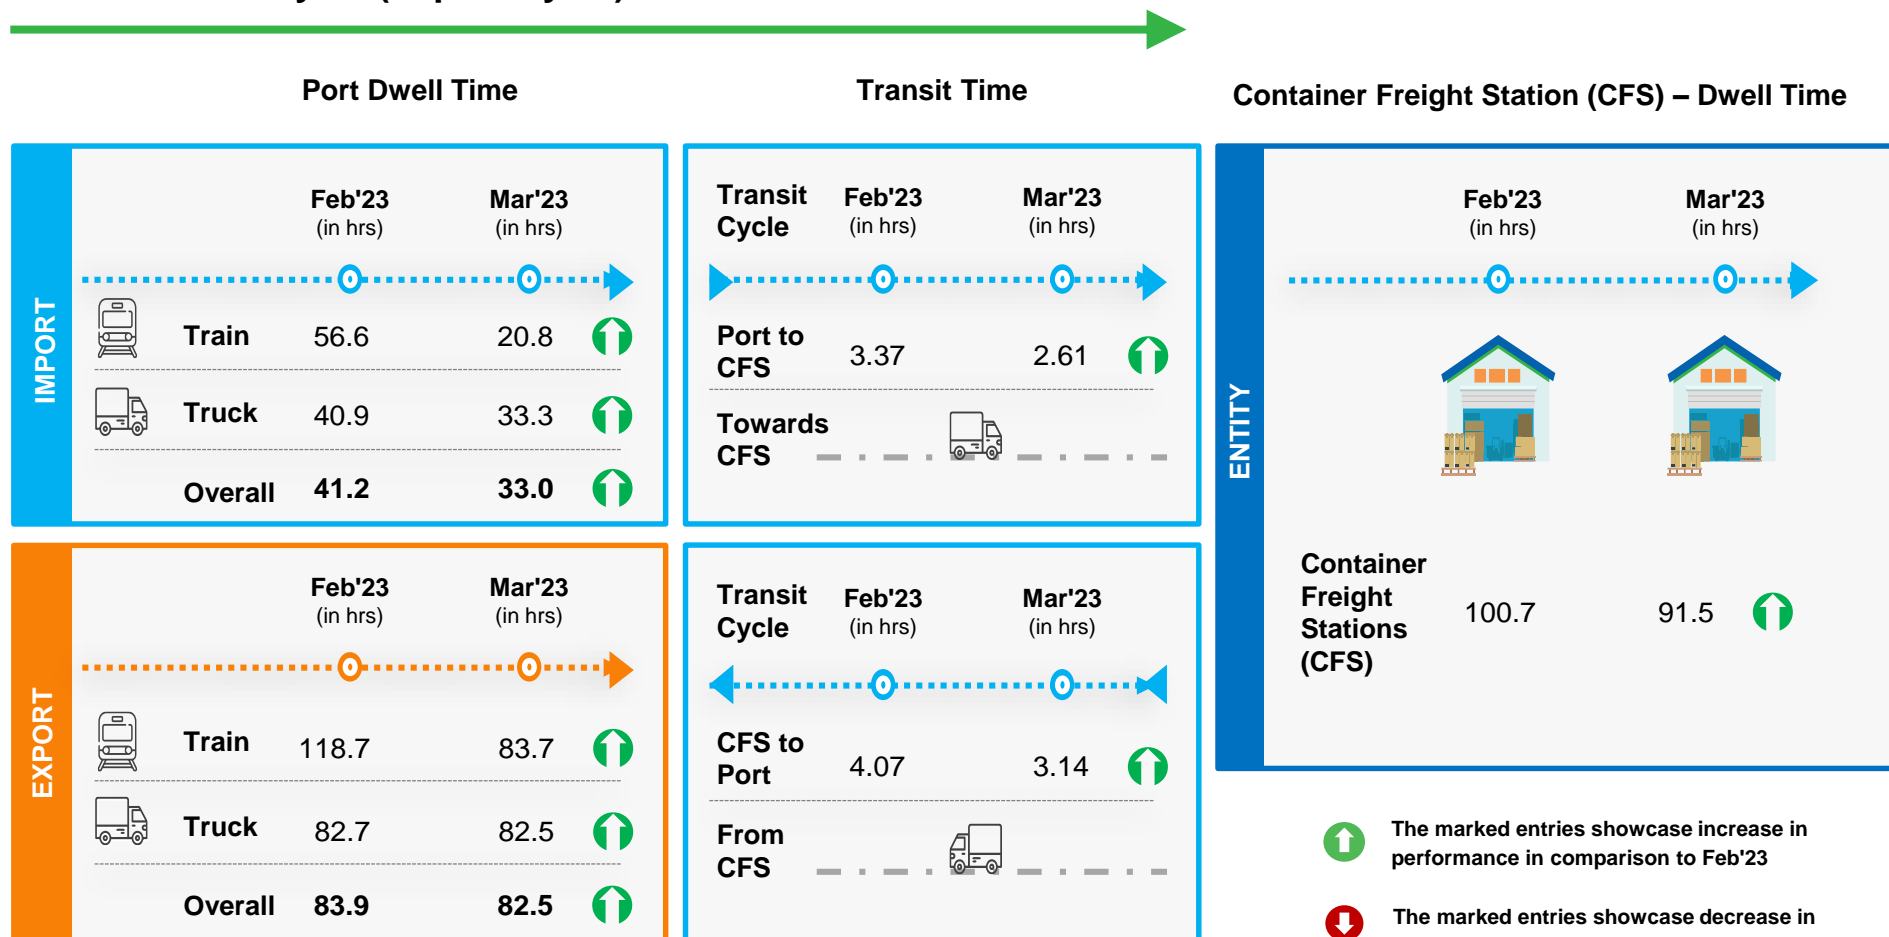 Port Dwell Time
Transit Time
Container Freight Station (CFS) – Dwell Time
IMPORT
Feb'23 Mar'23
(in hrs) (in hrs)
Train 56.6 20.8
Truck 40.9 33.3
Overall 41.2 33.0
Transit Cycle Feb'23 Mar'23
(in hrs) (in hrs)
Port to
CFS 3.37 2.61
Towards
CFS
ENTITY
Feb'23 Mar'23
(in hrs) (in hrs)
Container
Freight
Stations
(CFS)
100.7 91.5
EXPORT
Feb'23 Mar'23
(in hrs) (in hrs)
Train 118.7 83.7
Truck 82.7 82.5
Overall 83.9 82.5
Transit Cycle Feb'23 Mar'23
(in hrs) (in hrs)
CFS to
Port 4.07 3.14
From
CFS
The marked entries showcase increase in
performance in comparison to Feb'23
The marked entries showcase decrease in